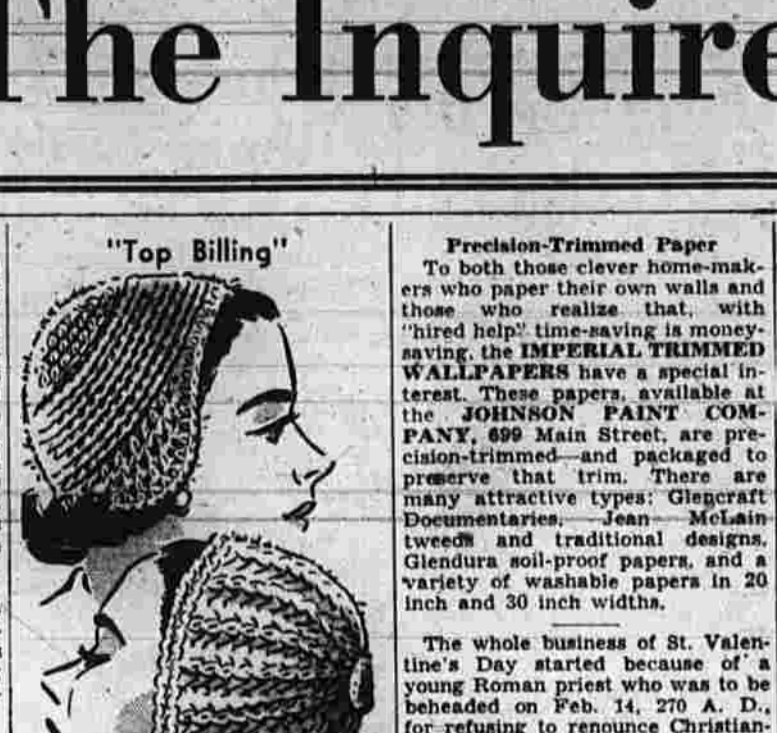 The Inquire
"Top Billing"
Precision-Trimmed Paper
To both those clever home-mak-
ers who paper their own walls and
those who realize that, with
"hired help" time-saving is money-
saving, the IMPERIAL TRIMMED
WALLPAPERS have a special in-
terest. These papers, available at
the JOHNSON PAINT COM-
PANY, 699 Main Street, are pre-
cision-trimmed—and packaged to
preserve that trim. There are
many attractive types: Glencraft
Documentaries, Jean McLain
tweeds and traditional designs,
Glendura soil-proof papers, and a
variety of washable papers in 20
inch and 30 inch widths.
The whole business of St. Valen-
tine's Day started because of a
young Roman priest who was to be
beheaded on Feb. 14, 270 A. D.,
for refusing to renounce Christian-